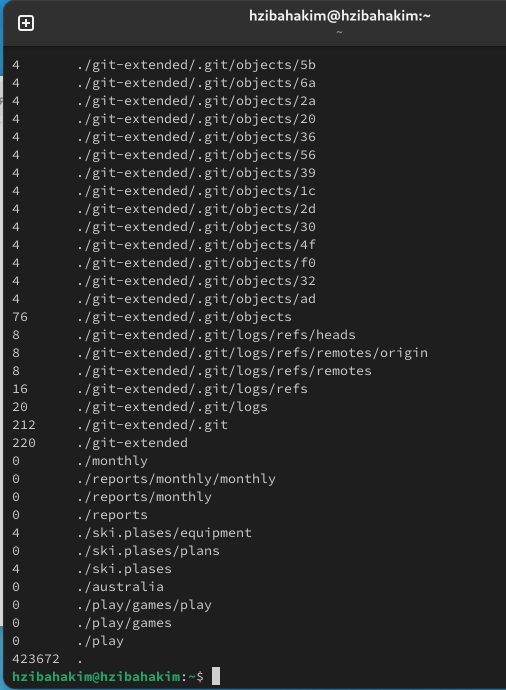 hzibahakim@hzibahakim:~
~
4 ./git-extended/.git/objects/5b
4 ./git-extended/.git/objects/6a
4 ./git-extended/.git/objects/2a
4 ./git-extended/.git/objects/20
4 ./git-extended/.git/objects/36
4 ./git-extended/.git/objects/56
4 ./git-extended/.git/objects/39
4 ./git-extended/.git/objects/1c
4 ./git-extended/.git/objects/2d
4 ./git-extended/.git/objects/30
4 ./git-extended/.git/objects/4f
4 ./git-extended/.git/objects/f0
4 ./git-extended/.git/objects/32
4 ./git-extended/.git/objects/ad
76 ./git-extended/.git/objects
8 ./git-extended/.git/logs/refs/heads
8 ./git-extended/.git/logs/refs/remotes/origin
8 ./git-extended/.git/logs/refs/remotes
16 ./git-extended/.git/logs/refs
20 ./git-extended/.git/logs
212 ./git-extended/.git
220 ./git-extended
0 ./monthly
0 ./reports/monthly/monthly
0 ./reports/monthly
0 ./reports
4 ./ski.plases/equipment
0 ./ski.plases/plans
4 ./ski.plases
0 ./australia
0 ./play/games/play
0 ./play/games
0 ./play
423672 .
hzibahakim@hzibahakim:~$